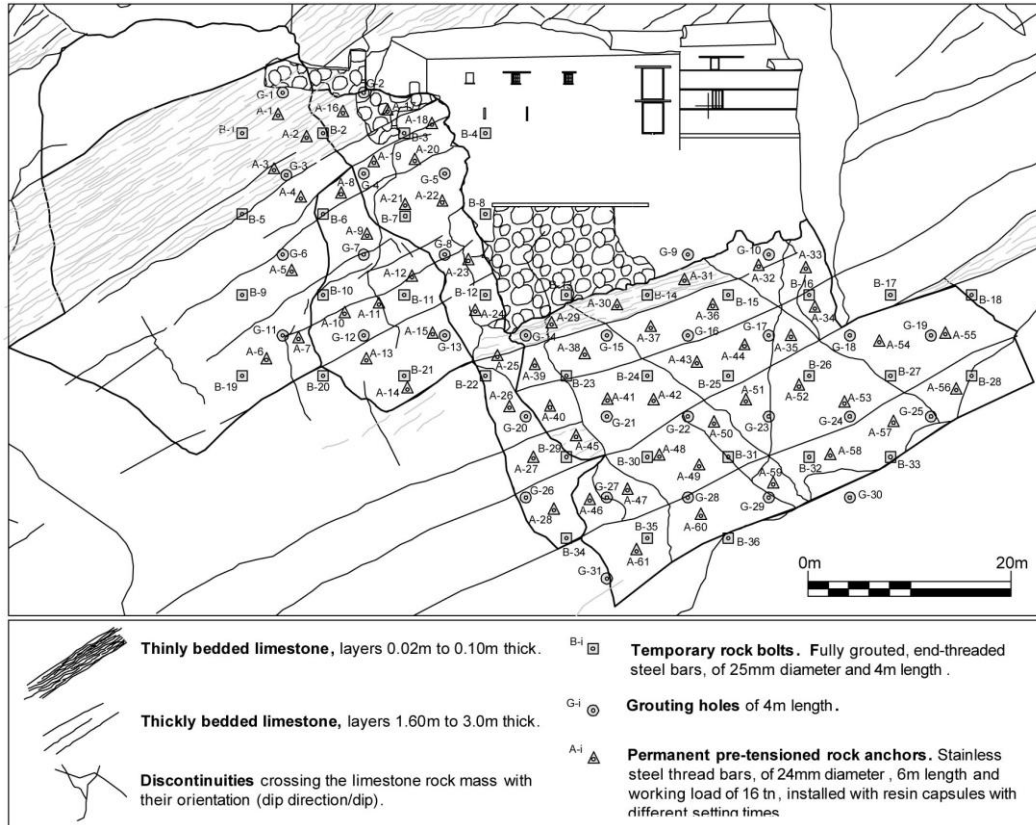 G-1 G-2
A-1 A-16 A-17
A-18
B-1 A-2 B-2 B-3 B-4
A-19 A-20
A-3 G-3 G-4 G-5
A-4 A-8 A-21 A-22
B-5 B-6 B-7 B-8
A-9
G-6 G-7 G-8 G-9 G-10
A-5 A-12 A-23 A-31 A-32 A-33
B-9 B-10 B-11 B-12 B-13 B-14 B-15 B-16 B-17 B-18
A-10 A-11 A-24 A-29 A-30 A-36 A-34
G-11 A-7 G-12 A-15 G-13 G-14 G-15 A-37 G-16 G-17 A-35 G-18 A-54 G-19 A-55
A-6 A-13 A-25 A-39 A-38 A-43 A-44
B-19 B-20 B-21 B-22 B-23 B-24 B-25 B-26 B-27 B-28
A-14 A-26 A-40 A-41 A-42 A-51 A-52 A-53 A-56
G-20 G-21 G-22 G-23 G-24 G-25
A-45 A-50 A-57
A-27 B-29 B-30 A-48 A-49 B-31 B-32 A-58 B-33
G-26 G-27 A-47 G-28 A-59 G-29 G-30
A-28 A-46 A-60
B-34 B-35 B-36
A-61
G-31
0m 20m
Thinly bedded limestone, layers 0.02m to 0.10m thick.
Thickly bedded limestone, layers 1.60m to 3.0m thick.
Discontinuities crossing the limestone rock mass with
their orientation (dip direction/dip).
B-i Temporary rock bolts. Fully grouted, end-threaded
steel bars, of 25mm diameter and 4m length .
G-i Grouting holes of 4m length.
A-i Permanent pre-tensioned rock anchors. Stainless
steel thread bars, of 24mm diameter , 6m length and
working load of 16 tn, installed with resin capsules with
different setting times